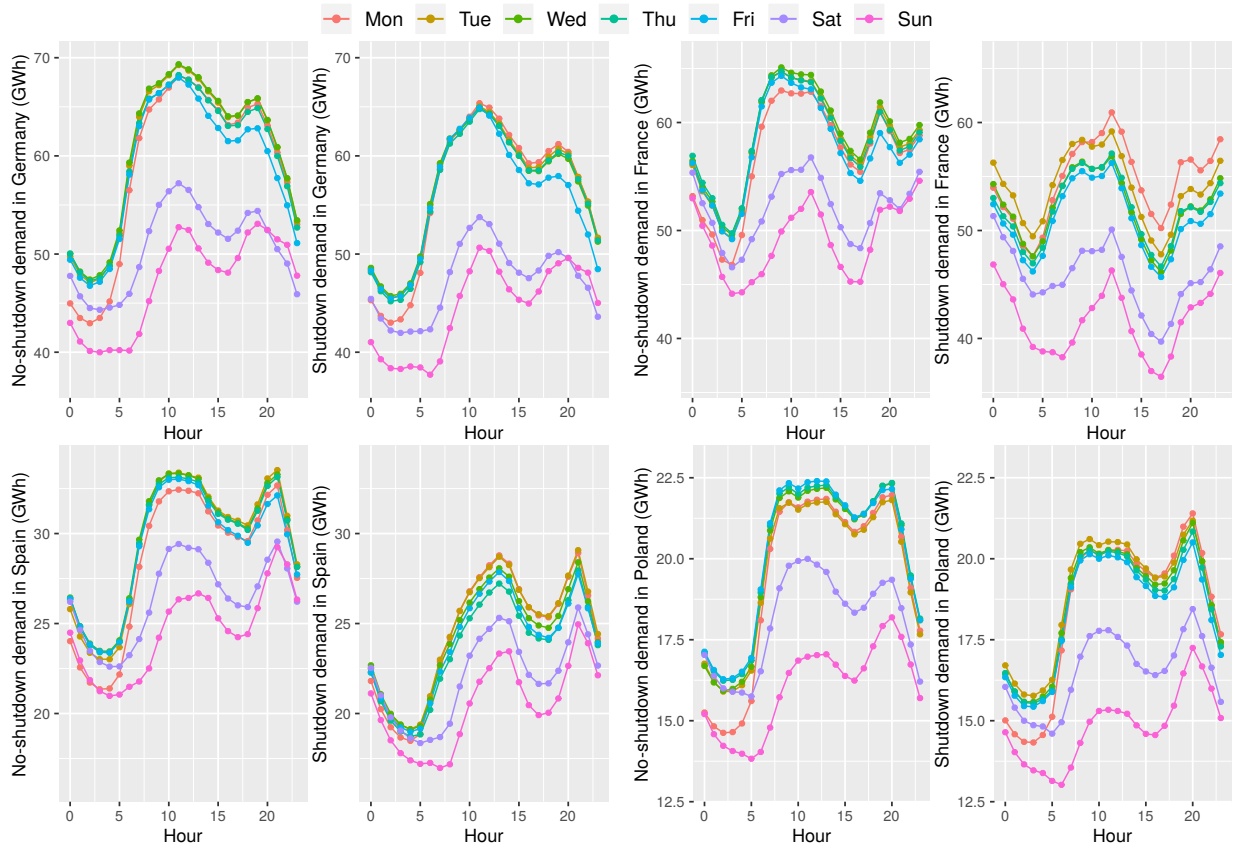 Mon Tue Wed Thu Fri Sat Sun
No-shutdown demand in Germany (GWh)
70
60
50
40
0 5 10 15 20
Hour
Shutdown demand in Germany (GWh)
70
60
50
40
0 5 10 15 20
Hour
No-shutdown demand in France (GWh)
60
50
40
0 5 10 15 20
Hour
Shutdown demand in France (GWh)
60
50
40
0 5 10 15 20
Hour
No-shutdown demand in Spain (GWh)
30
25
20
0 5 10 15 20
Hour
Shutdown demand in Spain (GWh)
30
25
20
0 5 10 15 20
Hour
No-shutdown demand in Poland (GWh)
22.5
20.0
17.5
15.0
12.5
0 5 10 15 20
Hour
Shutdown demand in Poland (GWh)
22.5
20.0
17.5
15.0
12.5
0 5 10 15 20
Hour